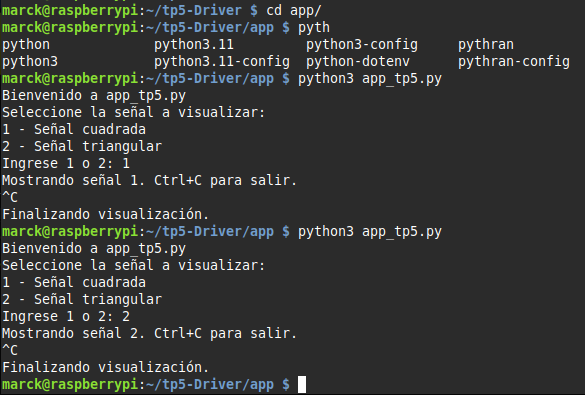 marck@raspberrypi:~/tp5-Driver $ cd app/
marck@raspberrypi:~/tp5-Driver/app $ pyth
python python3.11 python3-config pythran
python3 python3.11-config python-dotenv pythran-config
marck@raspberrypi:~/tp5-Driver/app $ python3 app_tp5.py
Bienvenido a app_tp5.py
Seleccione la señal a visualizar:
1 - Señal cuadrada
2 - Señal triangular
Ingrese 1 o 2: 1
Mostrando señal 1. Ctrl+C para salir.
^C
Finalizando visualización.
marck@raspberrypi:~/tp5-Driver/app $ python3 app_tp5.py
Bienvenido a app_tp5.py
Seleccione la señal a visualizar:
1 - Señal cuadrada
2 - Señal triangular
Ingrese 1 o 2: 2
Mostrando señal 2. Ctrl+C para salir.
^C
Finalizando visualización.
marck@raspberrypi:~/tp5-Driver/app $